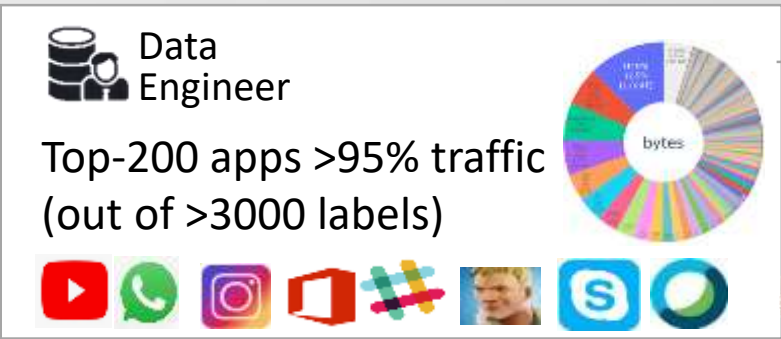 Data
Engineer
Top-200 apps >95% traffic
(out of >3000 labels)
bytes
S